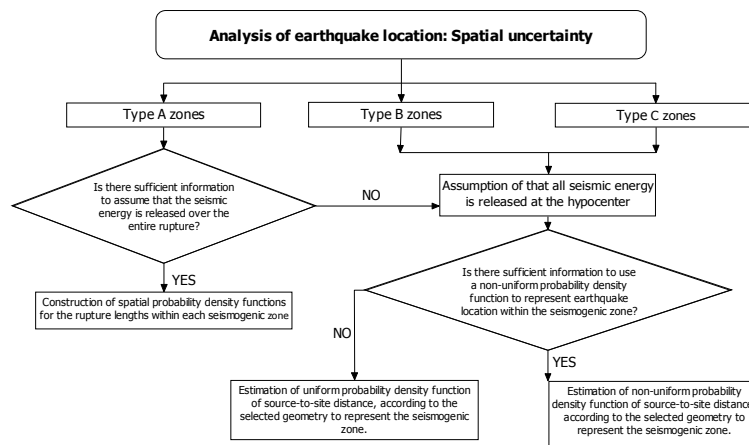 Analysis of earthquake location: Spatial uncertainty
Type A zones
Type B zones
Type C zones
Is there sufficient information
to assume that the seismic
energy is released over the
entire rupture?
NO
Assumption of that all seismic energy
is released at the hypocenter
YES
Construction of spatial probability density functions
for the rupture lengths within each seismogenic zone
Is there sufficient information to use
a non-uniform probability density
function to represent earthquake
location within the seismogenic zone?
NO
YES
Estimation of uniform probability density function
of source-to-site distance, according to the
selected geometry to represent the seismogenic
zone.
Estimation of non-uniform probability
density function of source-to-site distance
according to the selected geometry to
represent the seismogenic zone.